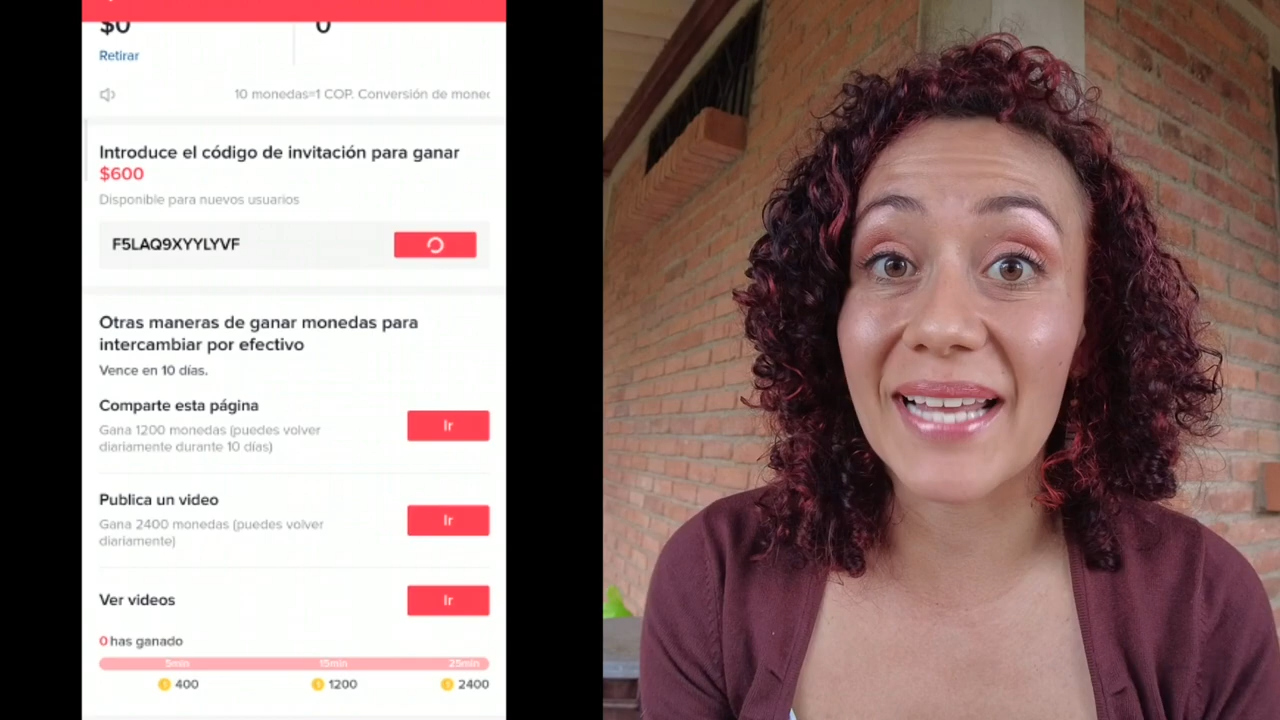 $0
0
Retirar
10 monedas=1 COP. Conversión de moned
Introduce el código de invitación para ganar
$600
Disponible para nuevos usuarios
F5LAQ9XYYLYVF
Otras maneras de ganar monedas para
intercambiar por efectivo
Vence en 10 días.
Comparte esta página
Gana 1200 monedas (puedes volver
diariamente durante 10 días)
Ir
Publica un video
Gana 2400 monedas (puedes volver
diariamente)
Ir
Ver videos
Ir
0 has ganado
5min 15min 25min
400 1200 2400